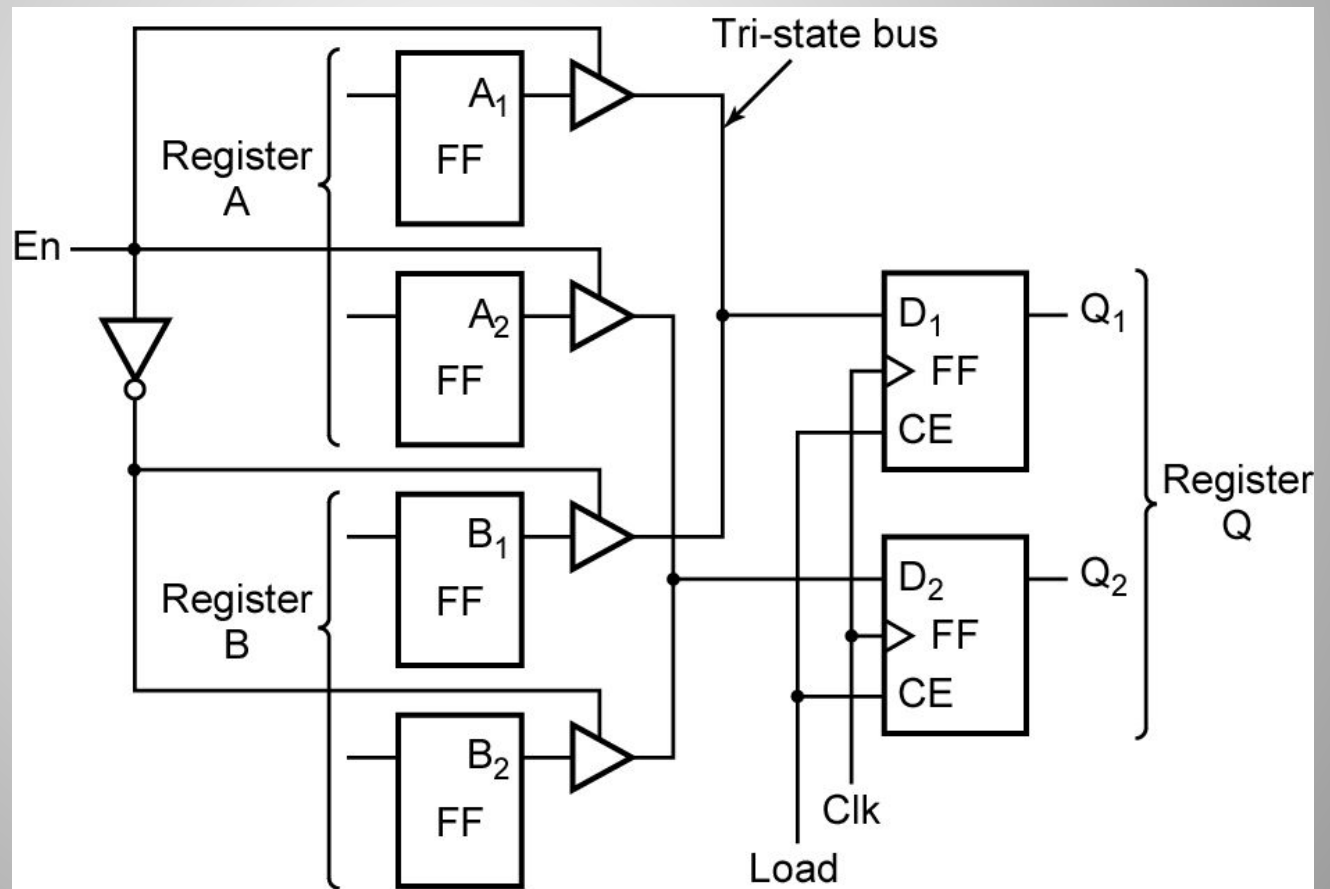 Tri-state bus
A₁
FF
Register
A
En
A₂
FF
D₁
Q₁
FF
CE
Register
Q
B₁
FF
Register
B
D₂
Q₂
FF
CE
B₂
FF
Clk
Load